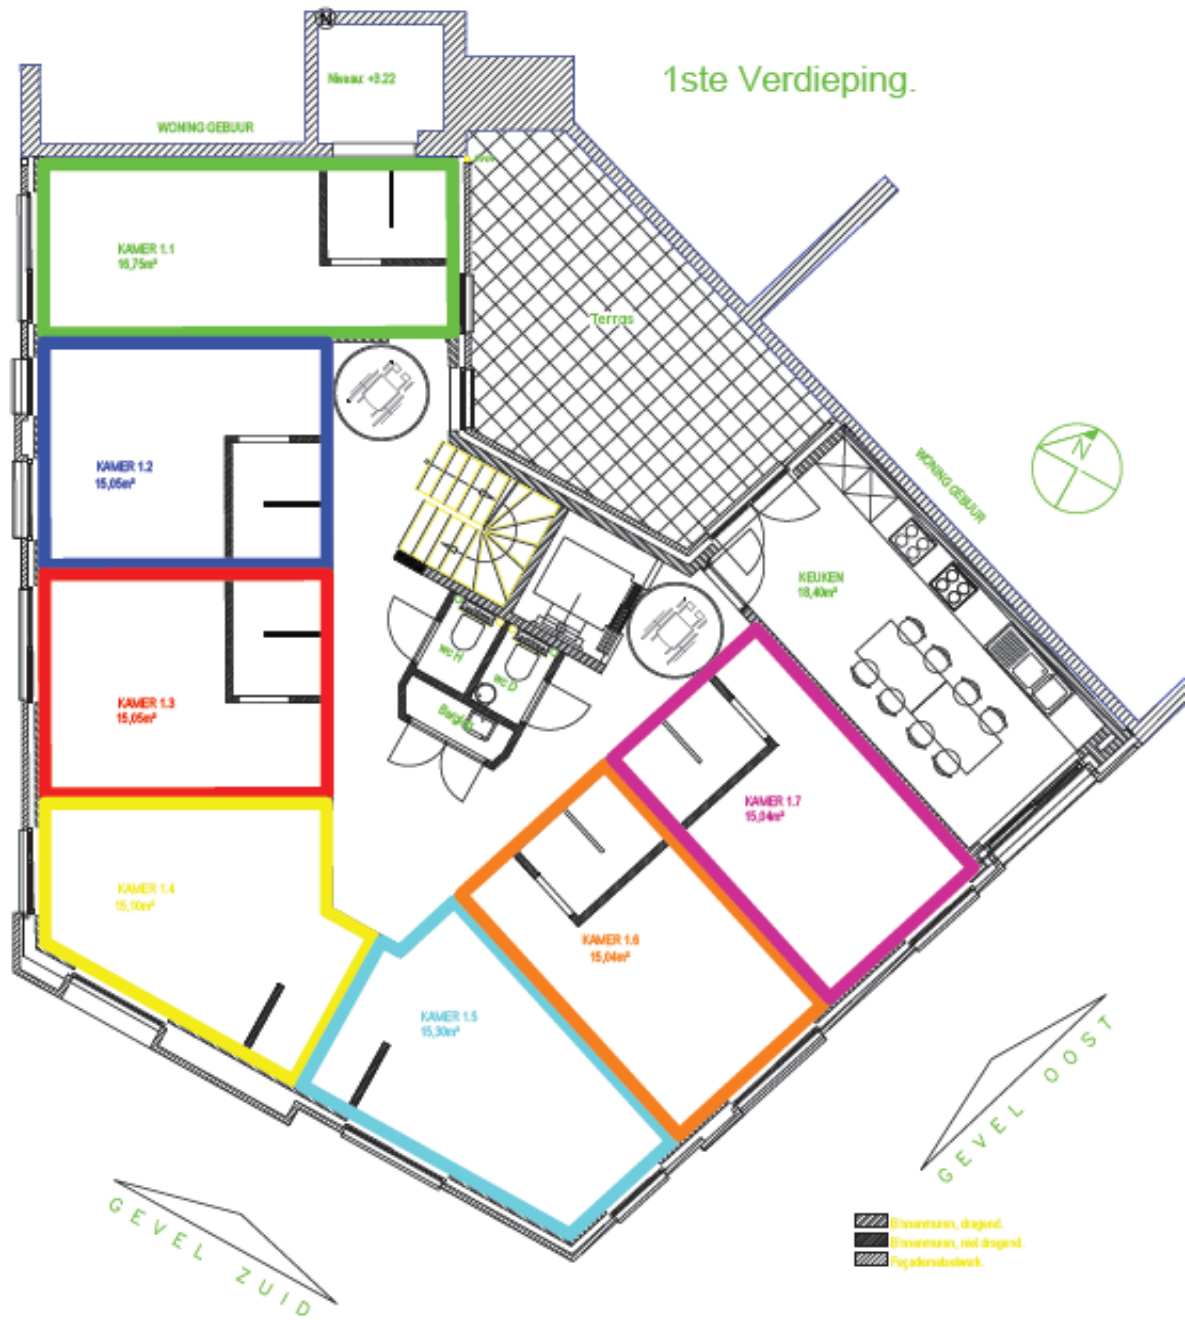 N
1ste Verdieping.
Niveau: +3.22
WONING GEBUUR
KAMER 1.1
16,75m²
Terras
KAMER 1.2
15,05m²
WONING GEBUUR
N
KEUKEN
18,40m²
wc H
wc D
KAMER 1.3
15,05m²
KAMER 1.7
15,04m²
KAMER 1.4
15,10m²
KAMER 1.6
15,04m²
KAMER 1.5
15,30m²
GEVEL OOST
GEVEL ZUID
Binnenmuren, dragend.
Binnenmuren, niet dragend.